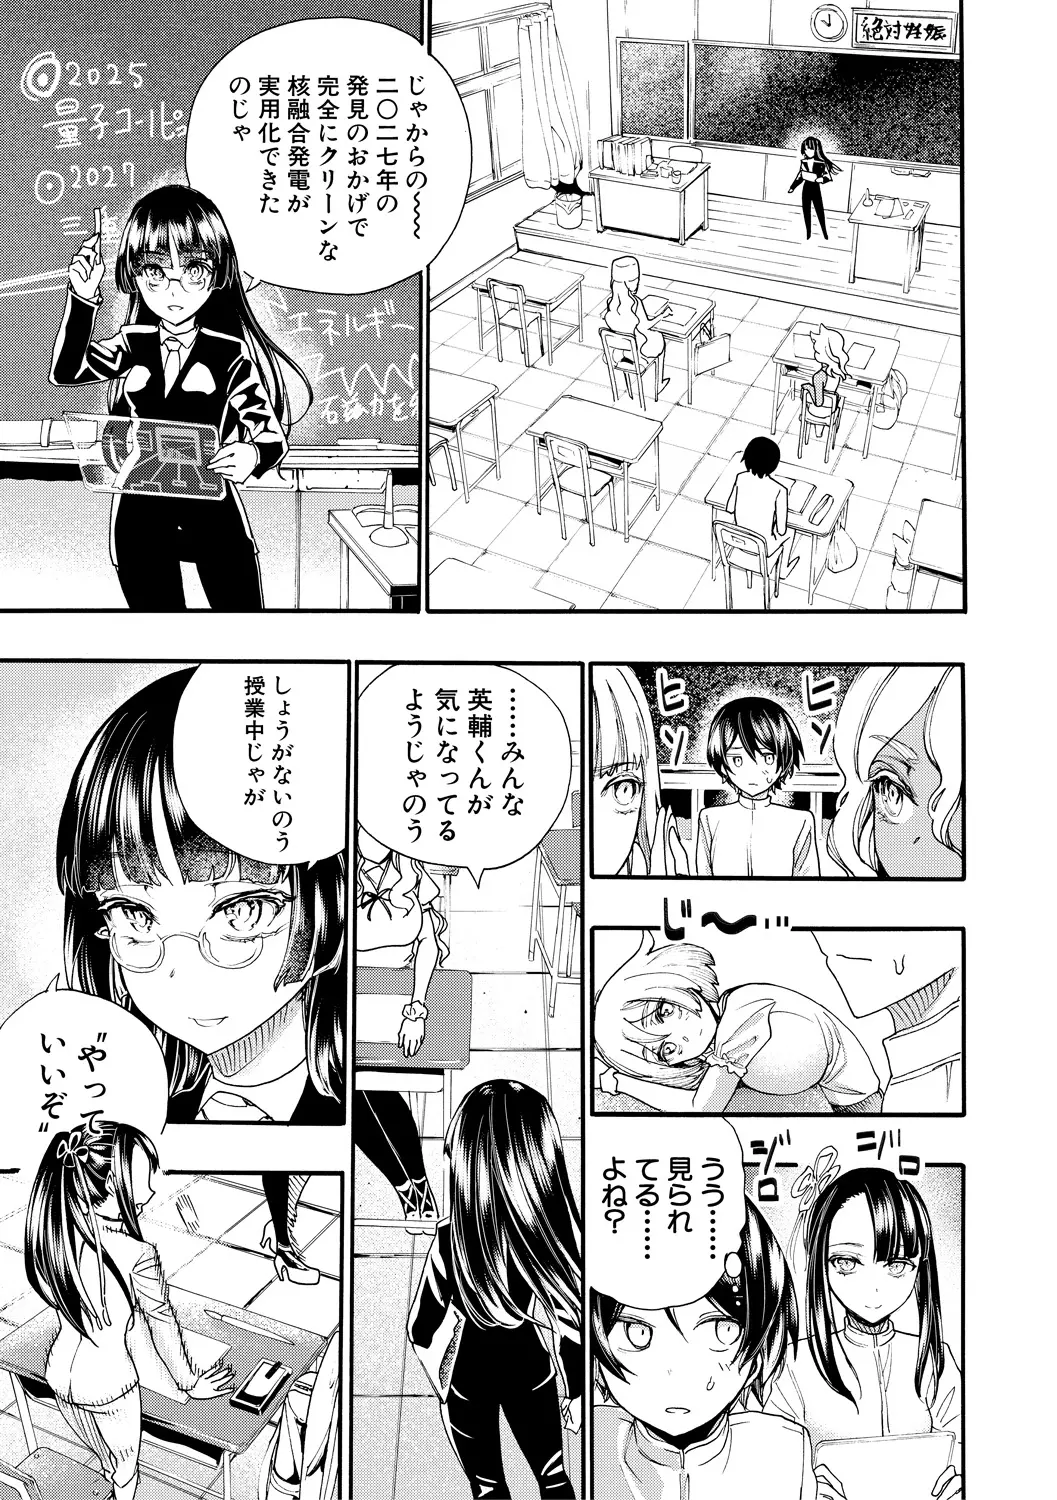 絶対妊娠
じゃからの〜〜〜
二〇二七年の
発見のおかげで
完全にクリーンな
核融合発電が
実用化できた
のじゃ
2025
量子コーピ
2027
三
エネルギー
ヒソ
ヒソ
じ〜…
ううう……
見られ
てる……
よね？
ジロ
ジロ
……みんな
英輔くんが
気になってる
ようじゃのう
しょうがないのう
授業中じゃが
〝やって
いいぞ〟